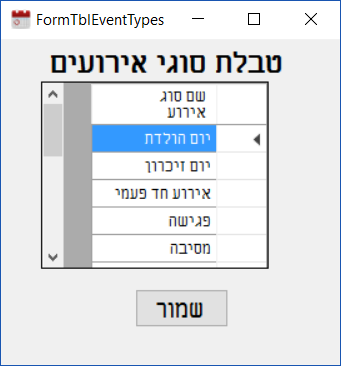 FormTblEventTypes
טבלת סוגי אירועים
שם סוג
אירוע
יום הולדת
יום זיכרון
אירוע חד פעמי
פגישה
מסיבה
שמור